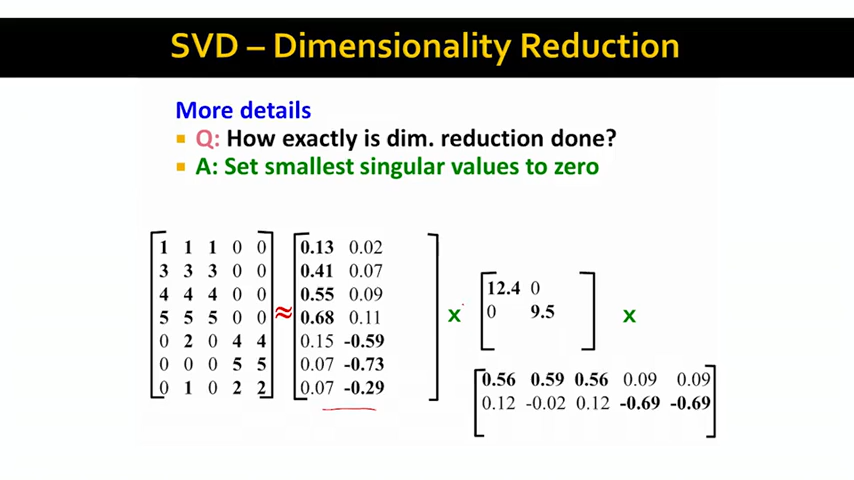 SVD – Dimensionality Reduction
More details
Q: How exactly is dim. reduction done?
A: Set smallest singular values to zero
1 1 1 0 0
3 3 3 0 0
4 4 4 0 0
5 5 5 0 0
0 2 0 4 4
0 0 0 5 5
0 1 0 2 2
≈
0.13 0.02
0.41 0.07
0.55 0.09
0.68 0.11
0.15 -0.59
0.07 -0.73
0.07 -0.29
x
12.4 0
0 9.5
x
0.56 0.59 0.56 0.09 0.09
0.12 -0.02 0.12 -0.69 -0.69